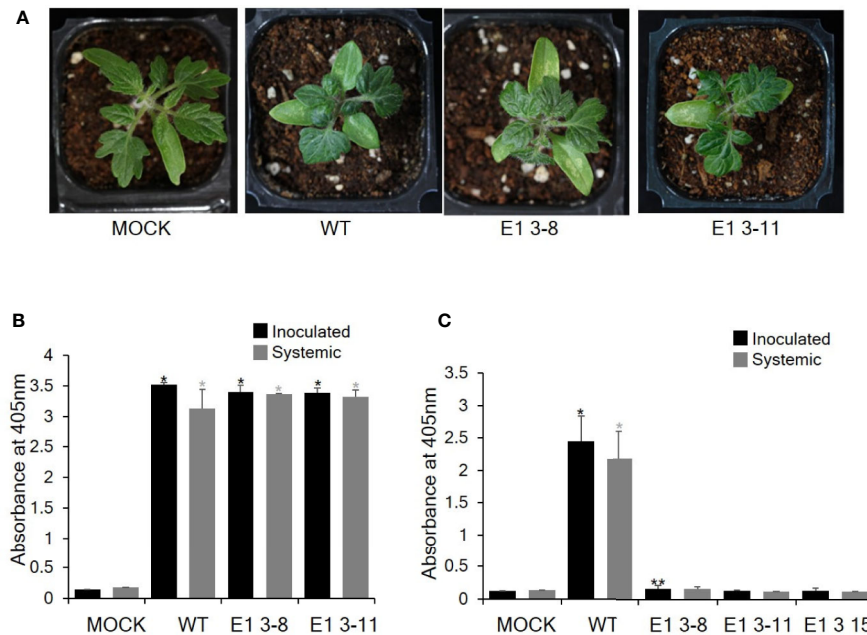 A
MOCK
WT
E1 3-8
E1 3-11
B
Inoculated
Systemic
Absorbance at 405nm
4
3.5
3
2.5
2
1.5
1
0.5
0
*
*
*
*
*
*
MOCK
WT
E1 3-8
E1 3-11
C
Inoculated
Systemic
Absorbance at 405nm
3.5
3
2.5
2
1.5
1
0.5
0
*
*
**
MOCK
WT
E1 3-8
E1 3-11
E1 3 15